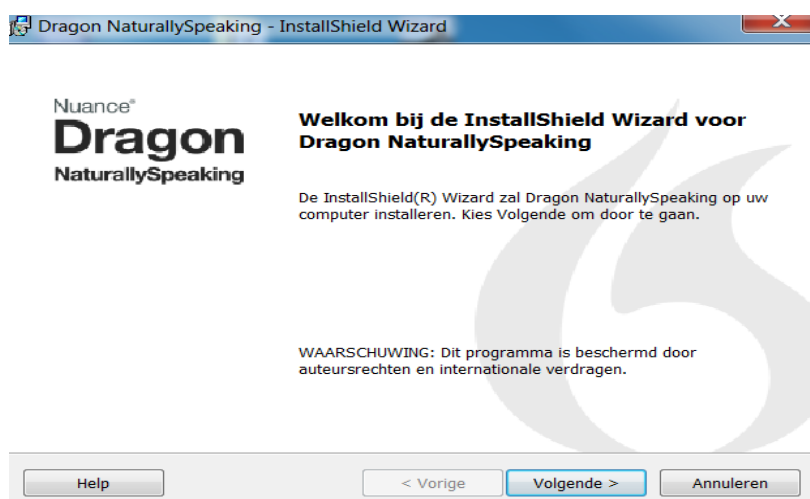 Dragon NaturallySpeaking - InstallShield Wizard
Nuance®
Dragon
NaturallySpeaking
Welkom bij de InstallShield Wizard voor
Dragon NaturallySpeaking
De InstallShield(R) Wizard zal Dragon NaturallySpeaking op uw
computer installeren. Kies Volgende om door te gaan.
WAARSCHUWING: Dit programma is beschermd door
auteursrechten en internationale verdragen.
Help
< Vorige
Volgende >
Annuleren